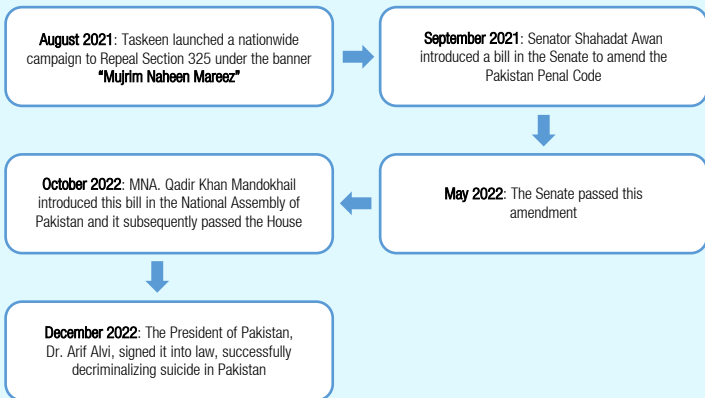 August 2021: Taskeen launched a nationwide
campaign to Repeal Section 325 under the banner
“Mujrim Naheen Mareez”
September 2021: Senator Shahadat Awan
introduced a bill in the Senate to amend the
Pakistan Penal Code
May 2022: The Senate passed this
amendment
October 2022: MNA. Qadir Khan Mandokhail
introduced this bill in the National Assembly of
Pakistan and it subsequently passed the House
December 2022: The President of Pakistan,
Dr. Arif Alvi, signed it into law, successfully
decriminalizing suicide in Pakistan